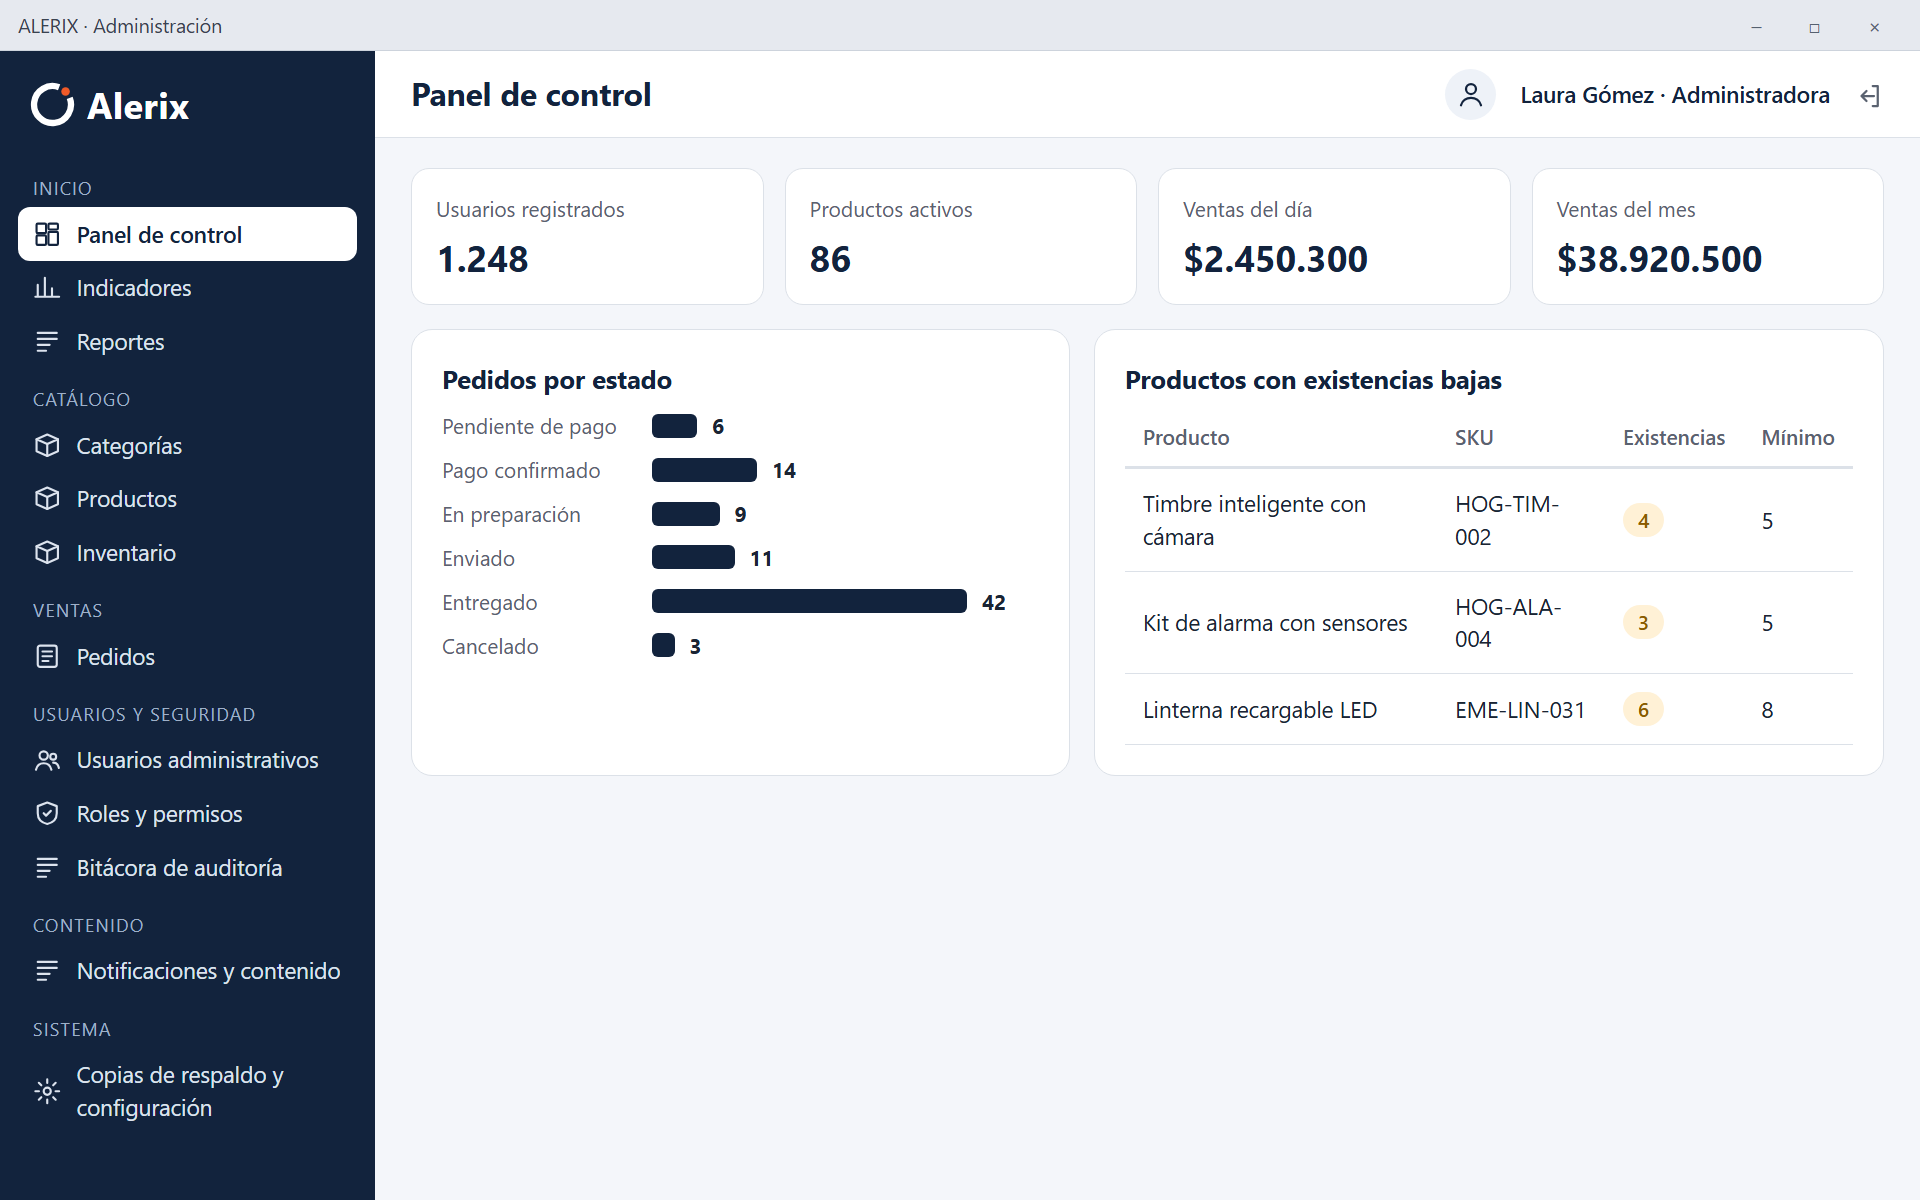 ALERIX · Administración
Alerix
INICIO
Panel de control
Indicadores
Reportes
CATÁLOGO
Categorías
Productos
Inventario
VENTAS
Pedidos
USUARIOS Y SEGURIDAD
Usuarios administrativos
Roles y permisos
Bitácora de auditoría
CONTENIDO
Notificaciones y contenido
SISTEMA
Copias de respaldo y
configuración
Panel de control
Laura Gómez · Administradora
Usuarios registrados
1.248
Productos activos
86
Ventas del día
$2.450.300
Ventas del mes
$38.920.500
Pedidos por estado
Pendiente de pago 6
Pago confirmado 14
En preparación 9
Enviado 11
Entregado 42
Cancelado 3
Productos con existencias bajas
Producto SKU Existencias Mínimo
Timbre inteligente con
cámara
HOG-TIM-
002
4
5
Kit de alarma con sensores
HOG-ALA-
004
3
5
Linterna recargable LED EME-LIN-031 6 8